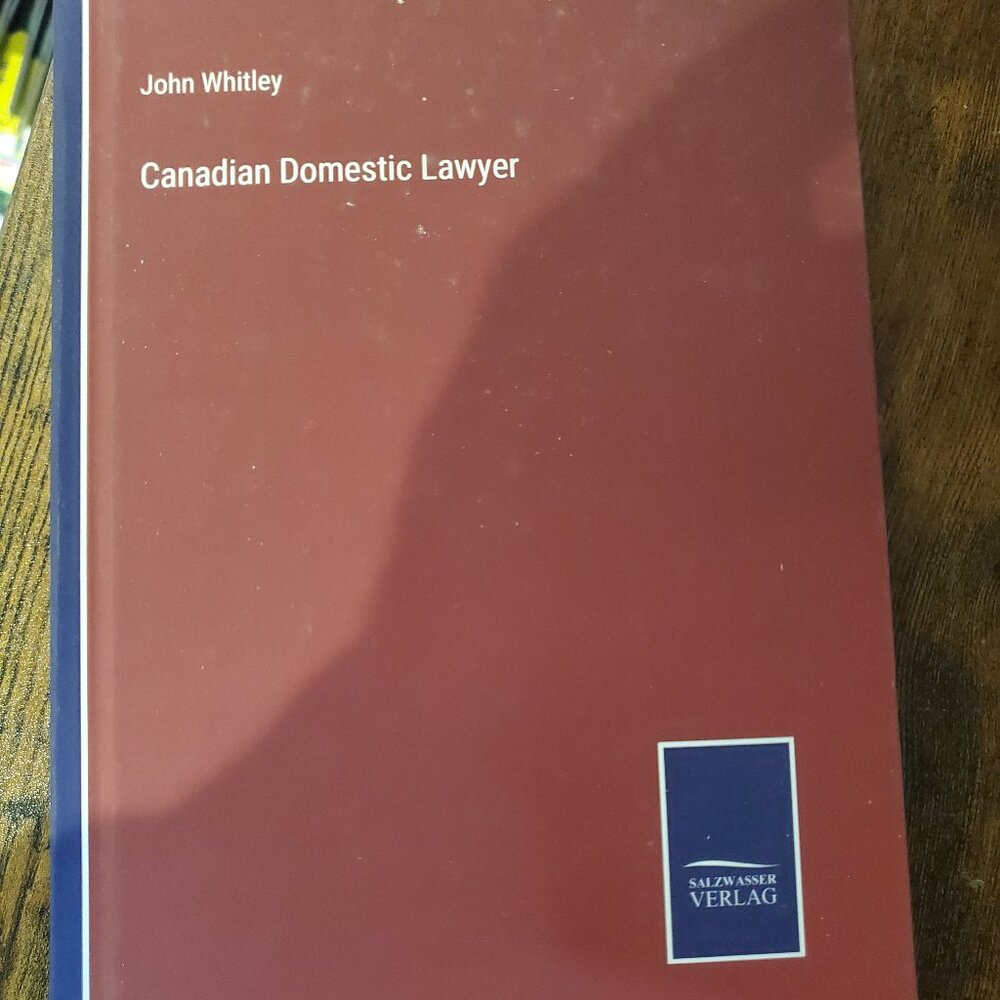 John Whitley
Canadian Domestic Lawyer
SALZWASSER
VERLAG